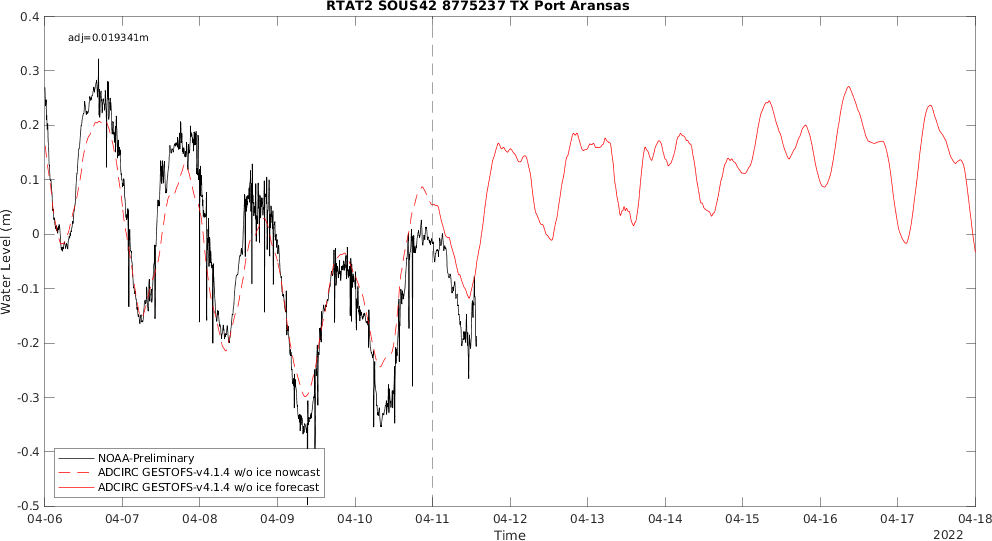 RTAT2 SOUS42 8775237 TX Port Aransas
adj=0.019341m
0.4
0.3
0.2
0.1
0
-0.1
-0.2
-0.3
-0.4
-0.5
Water Level (m)
NOAA-Preliminary
ADCIRC GESTOFS-v4.1.4 w/o ice nowcast
ADCIRC GESTOFS-v4.1.4 w/o ice forecast
04-06 04-07 04-08 04-09 04-10 04-11 04-12 04-13 04-14 04-15 04-16 04-17 04-18
Time
2022